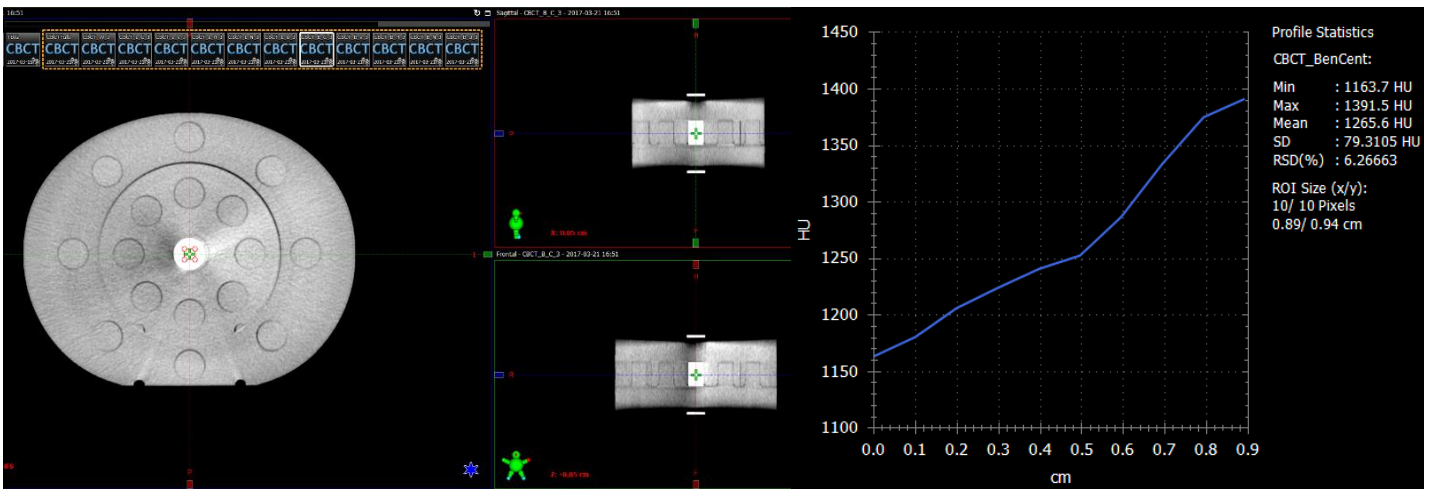 16:51
CBCT
CBCT
CBCT
CBCT
CBCT
CBCT
CBCT
CBCT
CBCT
CBCT
CBCT
CBCT
CBCT
Sagittal - CBCT_B_C_3 - 2017-03-21 16:51
X: 0.05 cm
Frontal - CBCT_B_C_3 - 2017-03-21 16:51
R
1450
1400
1350
1300
1250
1200
1150
1100
HU
0.0 0.1 0.2 0.3 0.4 0.5 0.6 0.7 0.8 0.9
cm
Profile Statistics
CBCT_BenCent:
Min : 1163.7 HU
Max : 1391.5 HU
Mean : 1265.6 HU
SD : 79.3105 HU
RSD(%) : 6.26663
ROI Size (x/y):
10/ 10 Pixels
0.89/ 0.94 cm